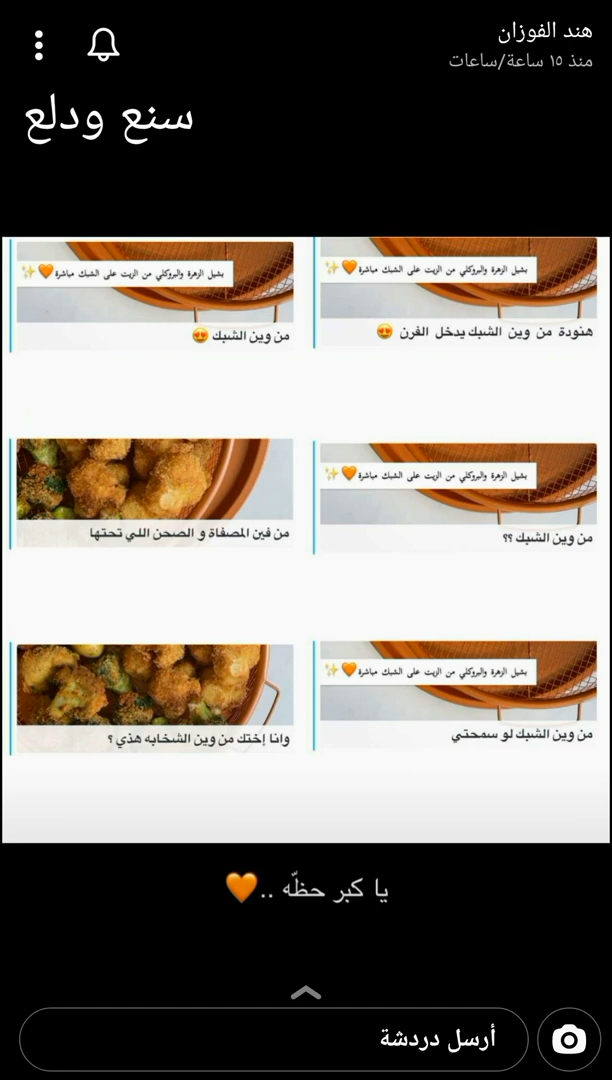 هند الفوزان
منذ ١٥ ساعة/ساعات
سنع ودلع
بشيل الزهرة والبروكلي من الزيت على الشبك مباشرة🧡✨
هنودة من وين الشبك يدخل الفرن 😍
بشيل الزهرة والبروكلي من الزيت على الشبك مباشرة🧡✨
من وين الشبك 😍
بشيل الزهرة والبروكلي من الزيت على الشبك مباشرة🧡✨
من وين الشبك ؟؟
من فين المصفاة و الصحن اللي تحتها
بشيل الزهرة والبروكلي من الزيت على الشبك مباشرة🧡✨
من وين الشبك لو سمحتي
وانا إختك من وين الشخابه هذي ؟
يا كبر حظّه ..🧡
أرسل دردشة